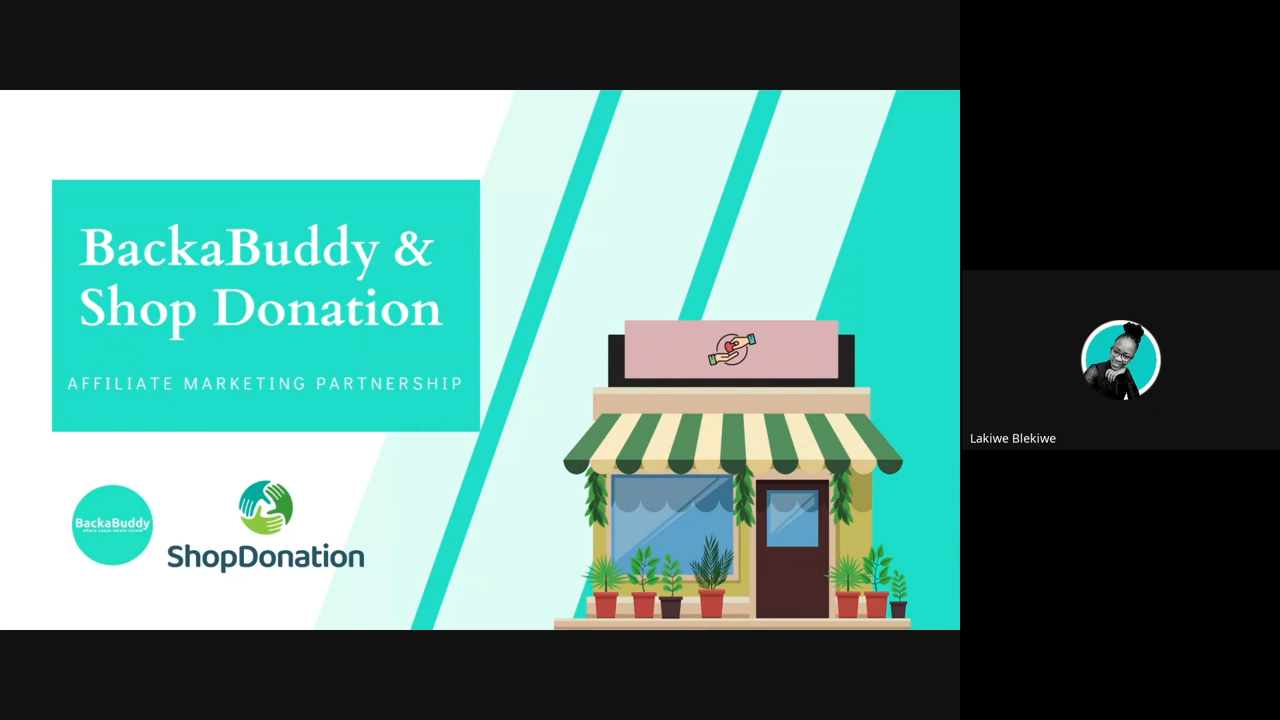 BackaBuddy &
Shop Donation
AFFILIATE MARKETING PARTNERSHIP
BackaBuddy
ShopDonation
Lakiwe Blekiwe